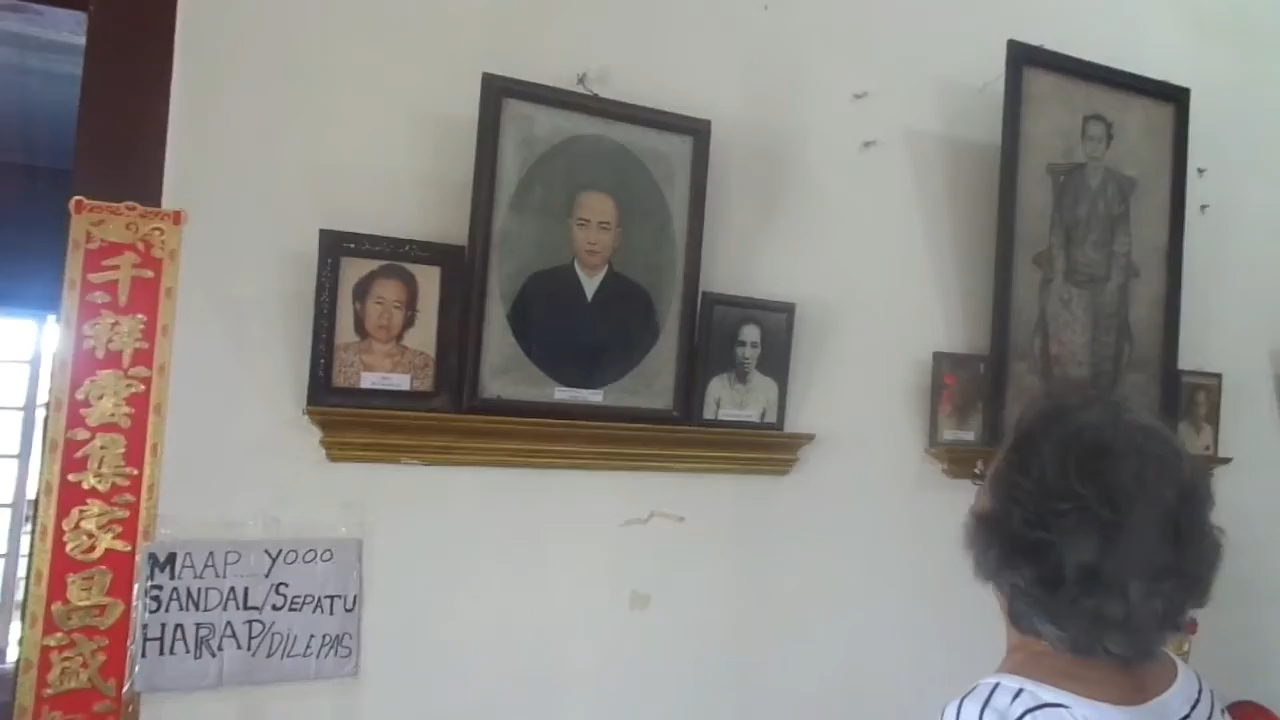 千祥雲集家昌盛
MAAP.... YOOO
SANDAL/SEPATU
HARAP/DILEPAS